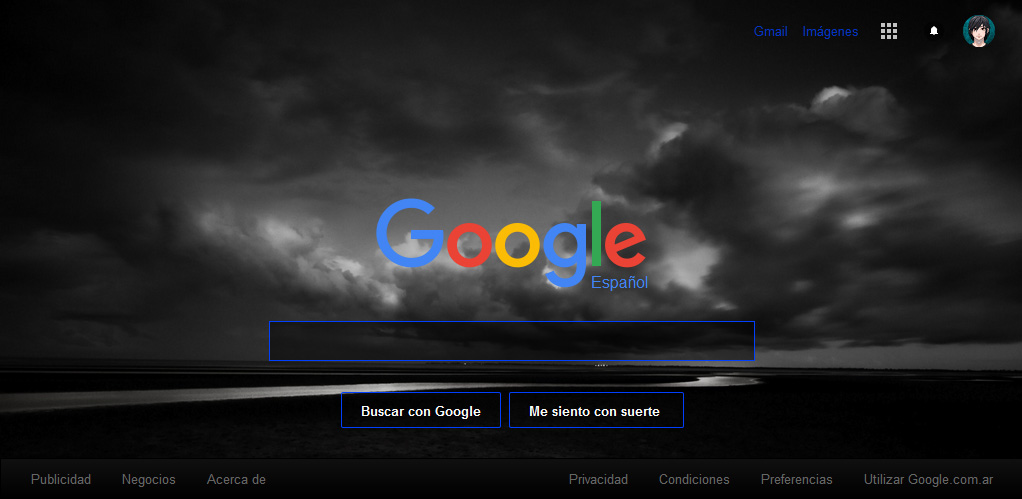 Gmail Imágenes
Google
Español
Buscar con Google Me siento con suerte
Publicidad Negocios Acerca de Privacidad Condiciones Preferencias Utilizar Google.com.ar